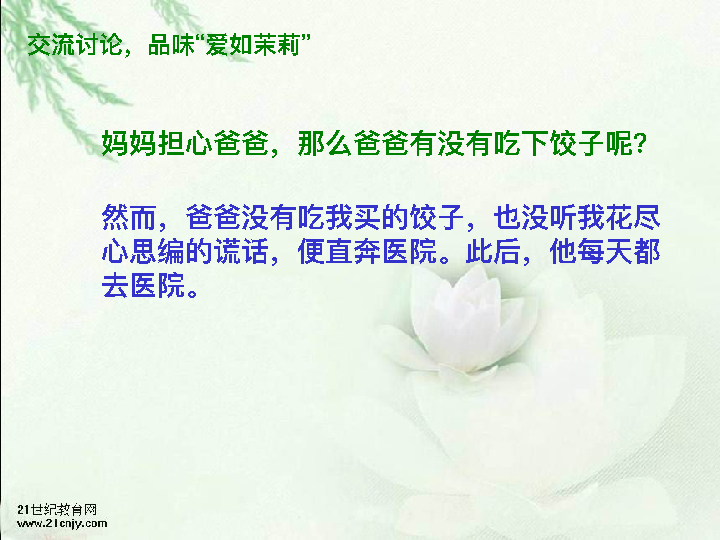 交流讨论，品味“爱如茉莉”
妈妈担心爸爸，那么爸爸有没有吃下饺子呢？
然而，爸爸没有吃我买的饺子，也没听我花尽
心思编的谎话，便直奔医院。此后，他每天都
去医院。
21世纪教育网
www.21cnjy.com